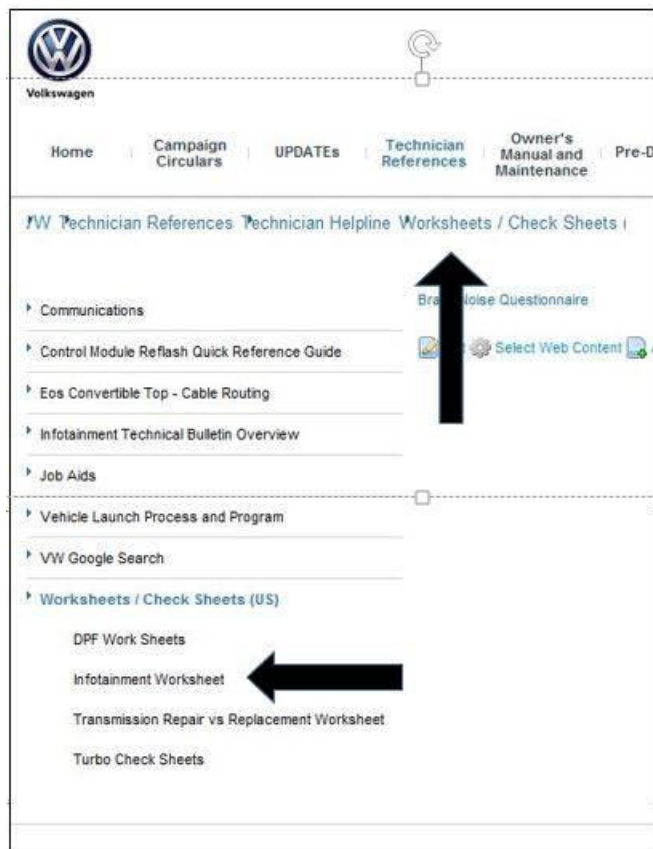 Volkswagen
Home
Campaign
Circulars
UPDATEs
Technician
References
Owner's
Manual and
Maintenance
VW Technician References Technician Helpline Worksheets / Check Sheets (
Communications
Control Module Reflash Quick Reference Guide
Eos Convertible Top - Cable Routing
Infotainment Technical Bulletin Overview
Job Aids
Vehicle Launch Process and Program
VW Google Search
Worksheets / Check Sheets (US)
DPF Work Sheets
Infotainment Worksheet
Transmission Repair vs Replacement Worksheet
Turbo Check Sheets
Questionnaire
Select Web Content